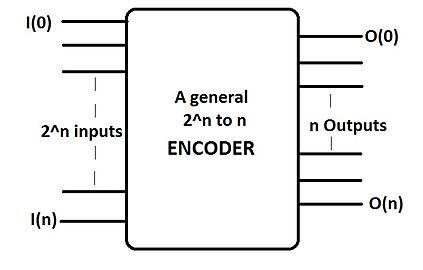 I(0)
O(0)
A general
2^n to n
ENCODER
2^n inputs
n Outputs
I(n)
O(n)